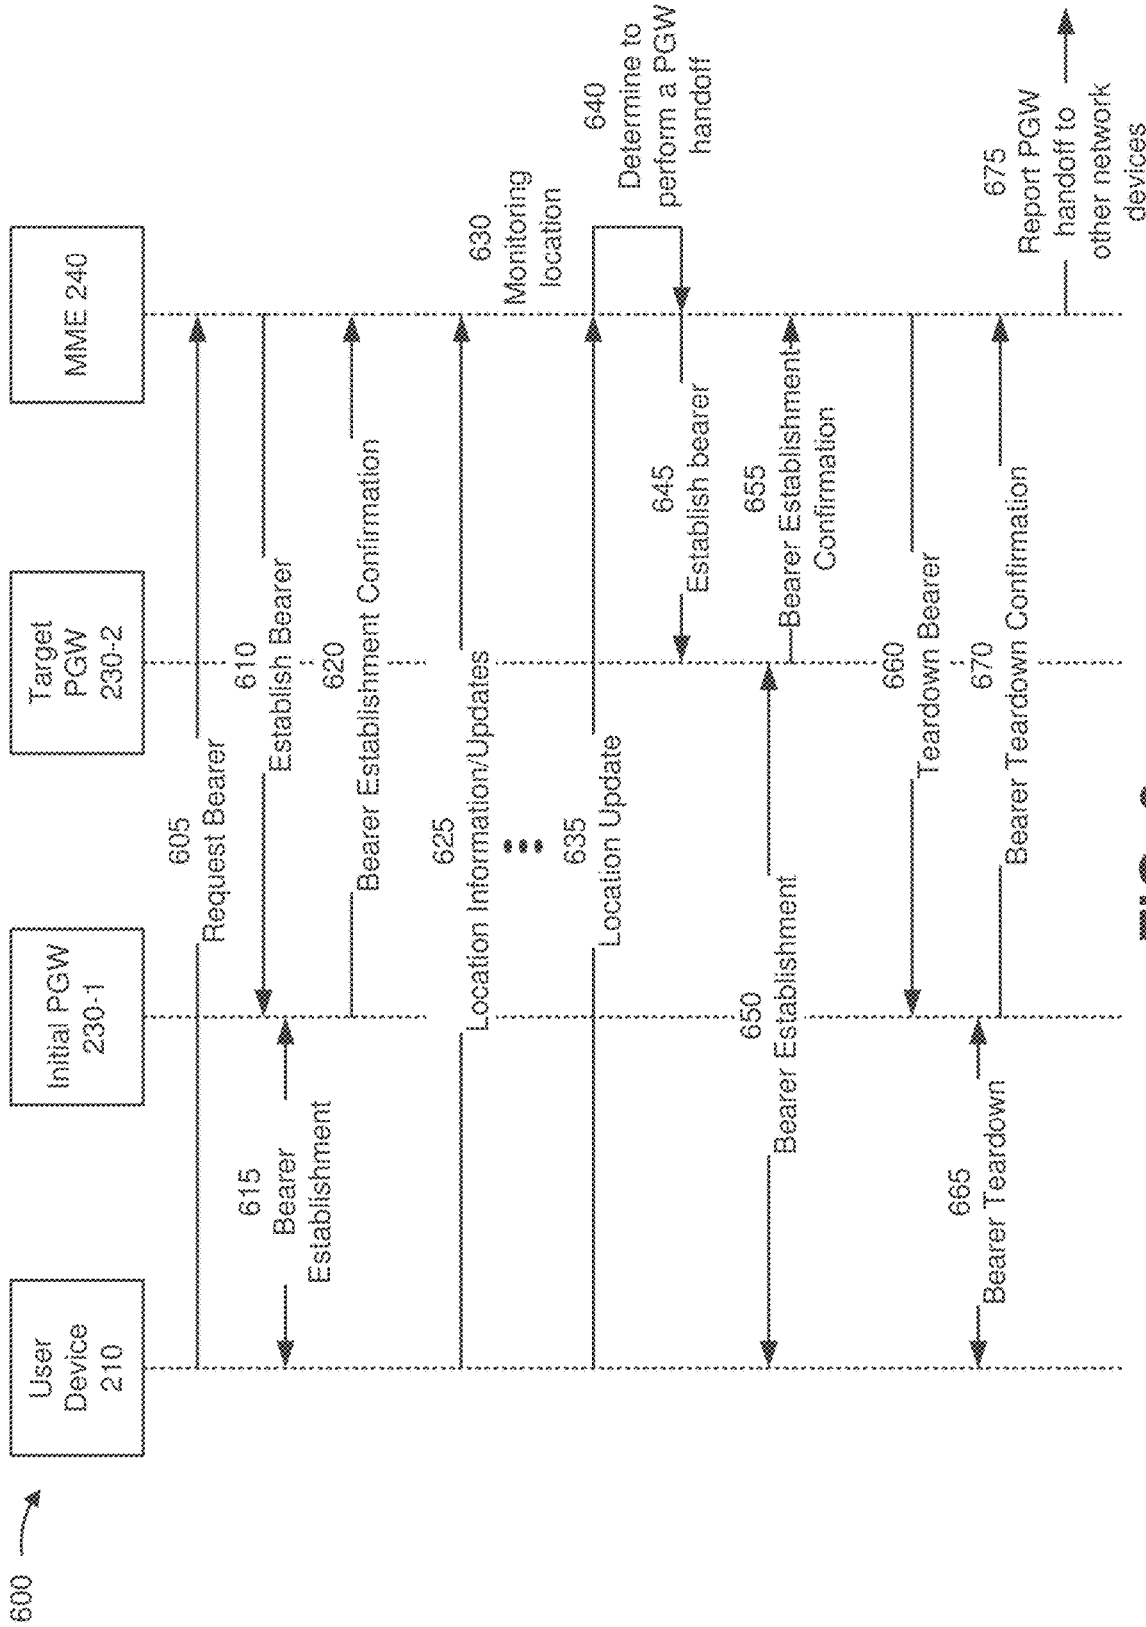 600
User
Device
210
Initial PGW
230-1
Target
PGW
230-2
MME 240
605
Request Bearer
610
Establish Bearer
615
Bearer
Establishment
620
Bearer Establishment Confirmation
625
Location Information/Updates
630
Monitoring
location
635
Location Update
640
Determine to
perform a PGW
handoff
645
Establish bearer
650
Bearer Establishment
655
Bearer Establishment
Confirmation
660
Teardown Bearer
665
Bearer Teardown
670
Bearer Teardown Confirmation
675
Report PGW
handoff to
other network
devices